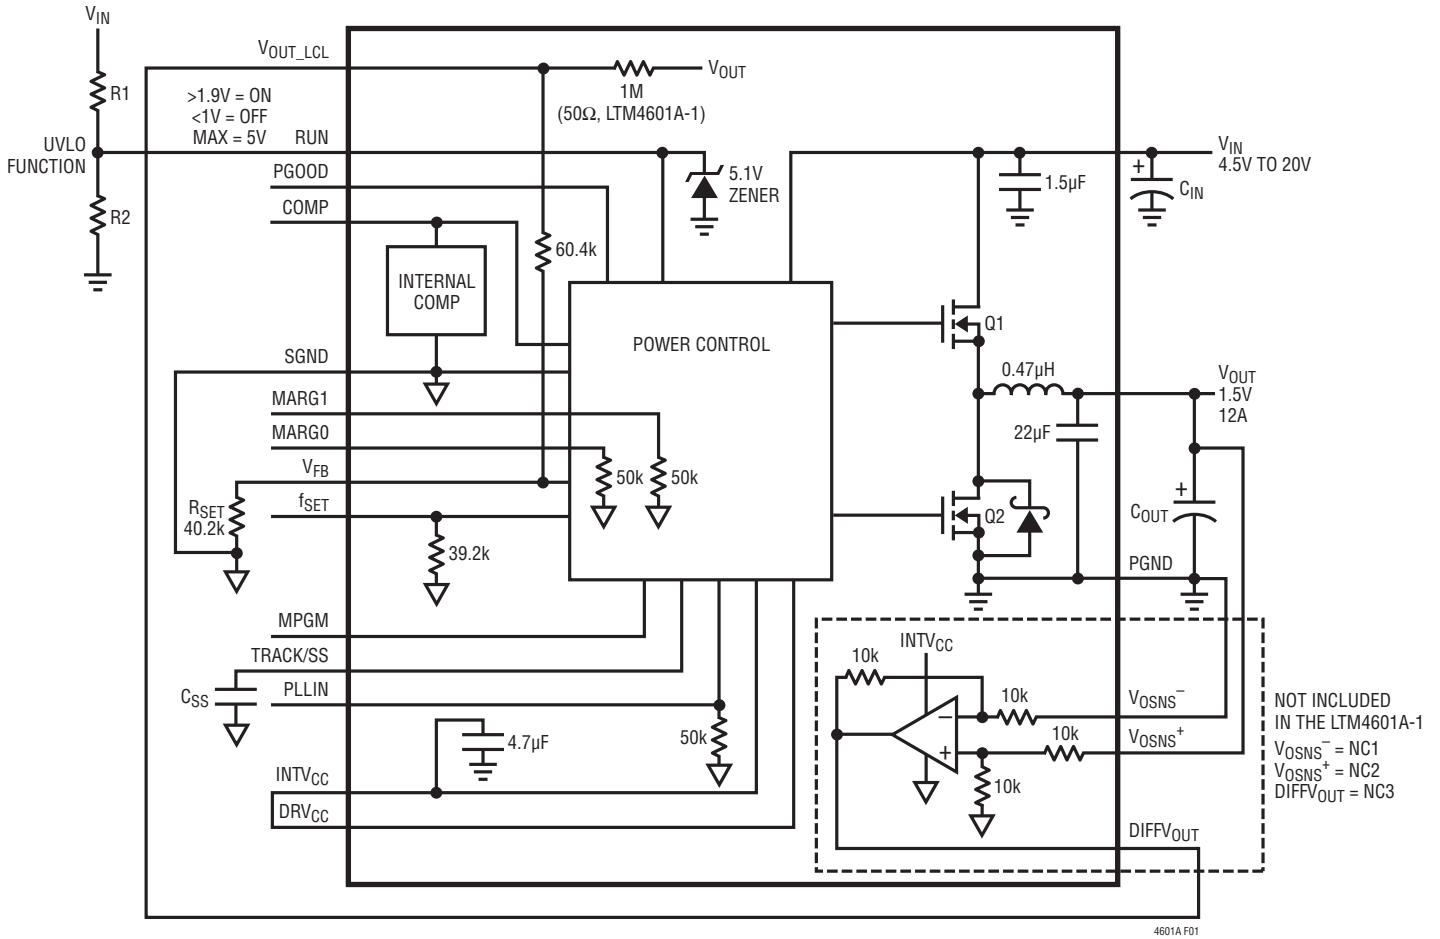 VIN
R1
UVLO
FUNCTION
R2
>1.9V = ON
<1V = OFF
MAX = 5V
VOUT_LCL
RUN
PGOOD
COMP
INTERNAL
COMP
SGND
MARG1
MARG0
VFB
fSET
RSET
40.2k
39.2k
MPGM
TRACK/SS
CSS
PLLIN
4.7µF
INTVCC
DRVCC
1M
(50Ω, LTM4601A-1)
VOUT
60.4k
5.1V
ZENER
POWER CONTROL
50k
50k
50k
1.5µF
CIN
VIN
4.5V TO 20V
Q1
0.47µH
22µF
Q2
VOUT
1.5V
12A
COUT
+
+
PGND
INTVCC
10k
10k
10k
10k
–
+
VOSNS–
VOSNS+
DIFFVOUT
NOT INCLUDED
IN THE LTM4601A-1
VOSNS– = NC1
VOSNS+ = NC2
DIFFVOUT = NC3
4601A F01